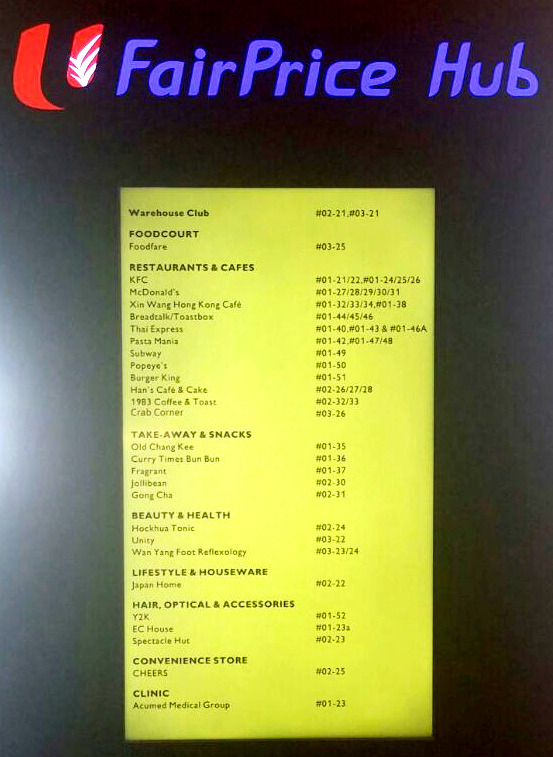 FairPrice Hub
Warehouse Club #02-21,#03-21
FOODCOURT
Foodfare #03-25
RESTAURANTS & CAFES
KFC #01-21/22,#01-24/25/26
McDonald's #01-27/28/29/30/31
Xin Wang Hong Kong Café #01-32/33/34,#01-38
Breadtalk/Toastbox #01-44/45/46
Thai Express #01-40,#01-43 & #01-46A
Pasta Mania #01-42,#01-47/48
Subway #01-49
Popeye's #01-50
Burger King #01-51
Han's Café & Cake #02-26/27/28
1983 Coffee & Toast #02-32/33
Crab Corner #03-26
TAKE-AWAY & SNACKS
Old Chang Kee #01-35
Curry Times Bun Bun #01-36
Fragrant #01-37
Jollibean #02-30
Gong Cha #02-31
BEAUTY & HEALTH
Hockhua Tonic #02-24
Unity #03-22
Wan Yang Foot Reflexology #03-23/24
LIFESTYLE & HOUSEWARE
Japan Home #02-22
HAIR, OPTICAL & ACCESSORIES
Y2K #01-52
EC House #01-23a
Spectacle Hut #02-23
CONVENIENCE STORE
CHEERS #02-25
CLINIC
Acumed Medical Group #01-23